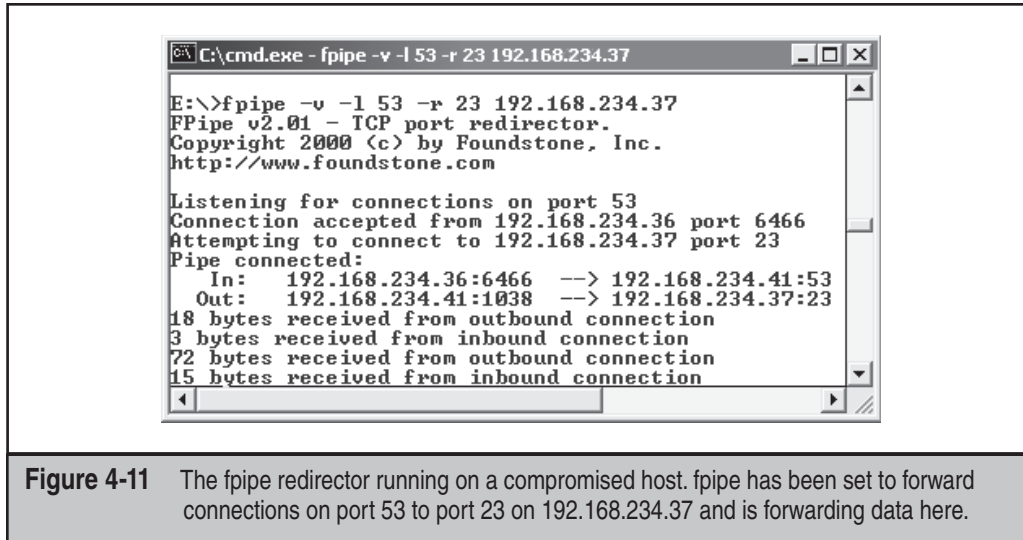 C:\cmd.exe - fpipe -v -l 53 -r 23 192.168.234.37
E:\>fpipe -v -l 53 -r 23 192.168.234.37
FPipe v2.01 - TCP port redirector.
Copyright 2000 (c) by Foundstone, Inc.
http://www.foundstone.com
Listening for connections on port 53
Connection accepted from 192.168.234.36 port 6466
Attempting to connect to 192.168.234.37 port 23
Pipe connected:
In: 192.168.234.36:6466 --> 192.168.234.41:53
Out: 192.168.234.41:1038 --> 192.168.234.37:23
18 bytes received from outbound connection
3 bytes received from inbound connection
72 bytes received from outbound connection
15 bytes received from inbound connection
Figure 4-11 The fpipe redirector running on a compromised host. fpipe has been set to forward
connections on port 53 to port 23 on 192.168.234.37 and is forwarding data here.